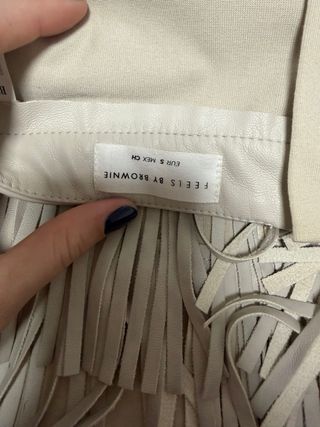 FEELS BY BROWNIE
EUR S MEX CH